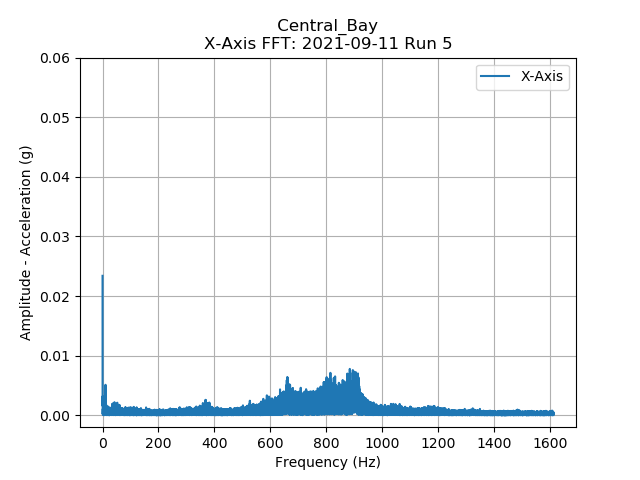 Central_Bay
X-Axis FFT: 2021-09-11 Run 5
X-Axis
0.06
0.05
0.04
0.03
0.02
0.01
0.00
Amplitude - Acceleration (g)
0 200 400 600 800 1000 1200 1400 1600
Frequency (Hz)